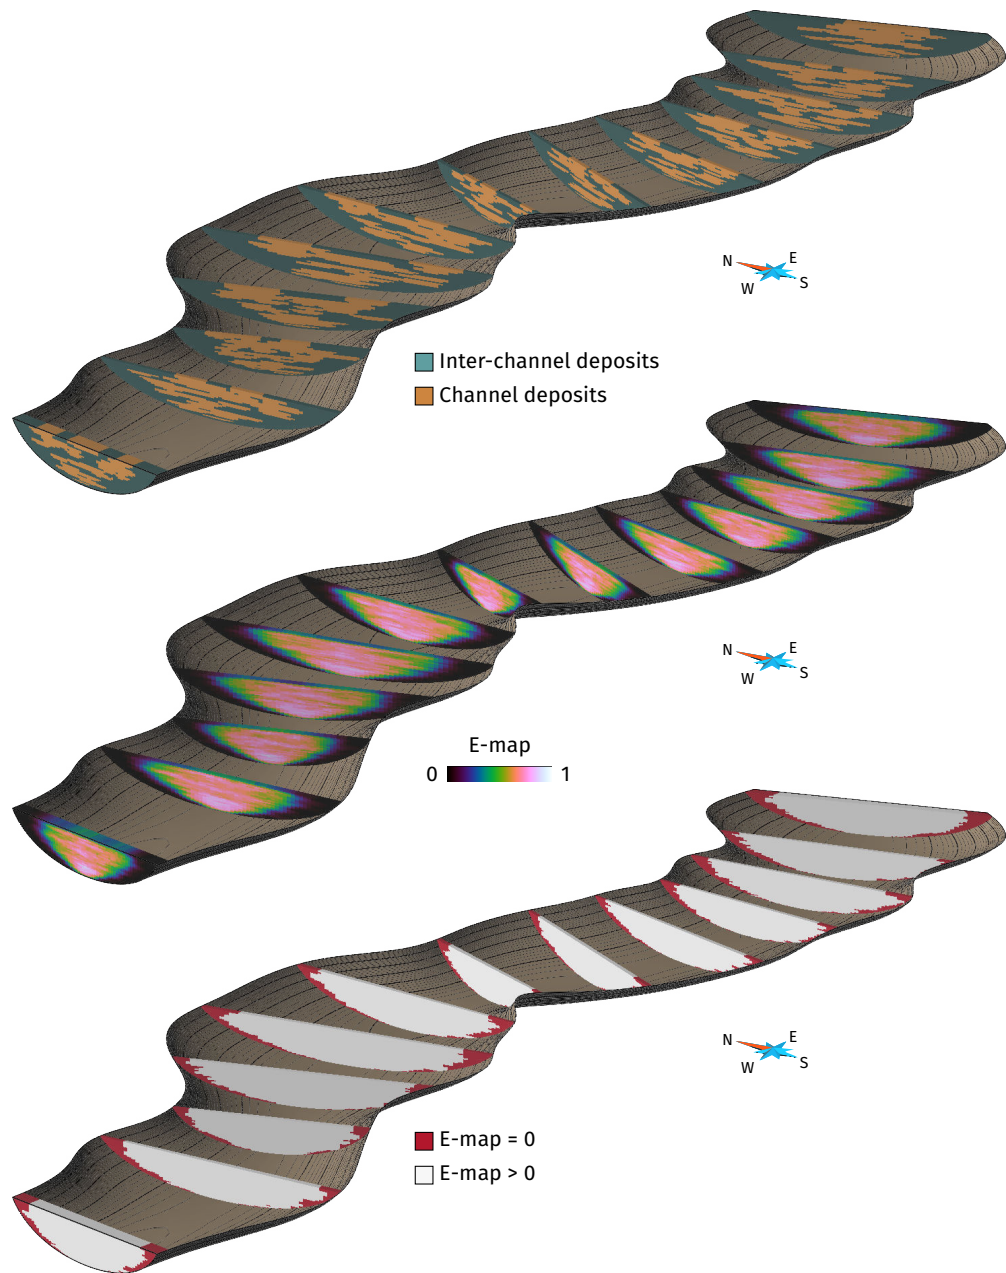 N
E
W
S
Inter-channel deposits
Channel deposits
N
E
W
S
E-map
0 1
N
E
W
S
E-map = 0
E-map > 0